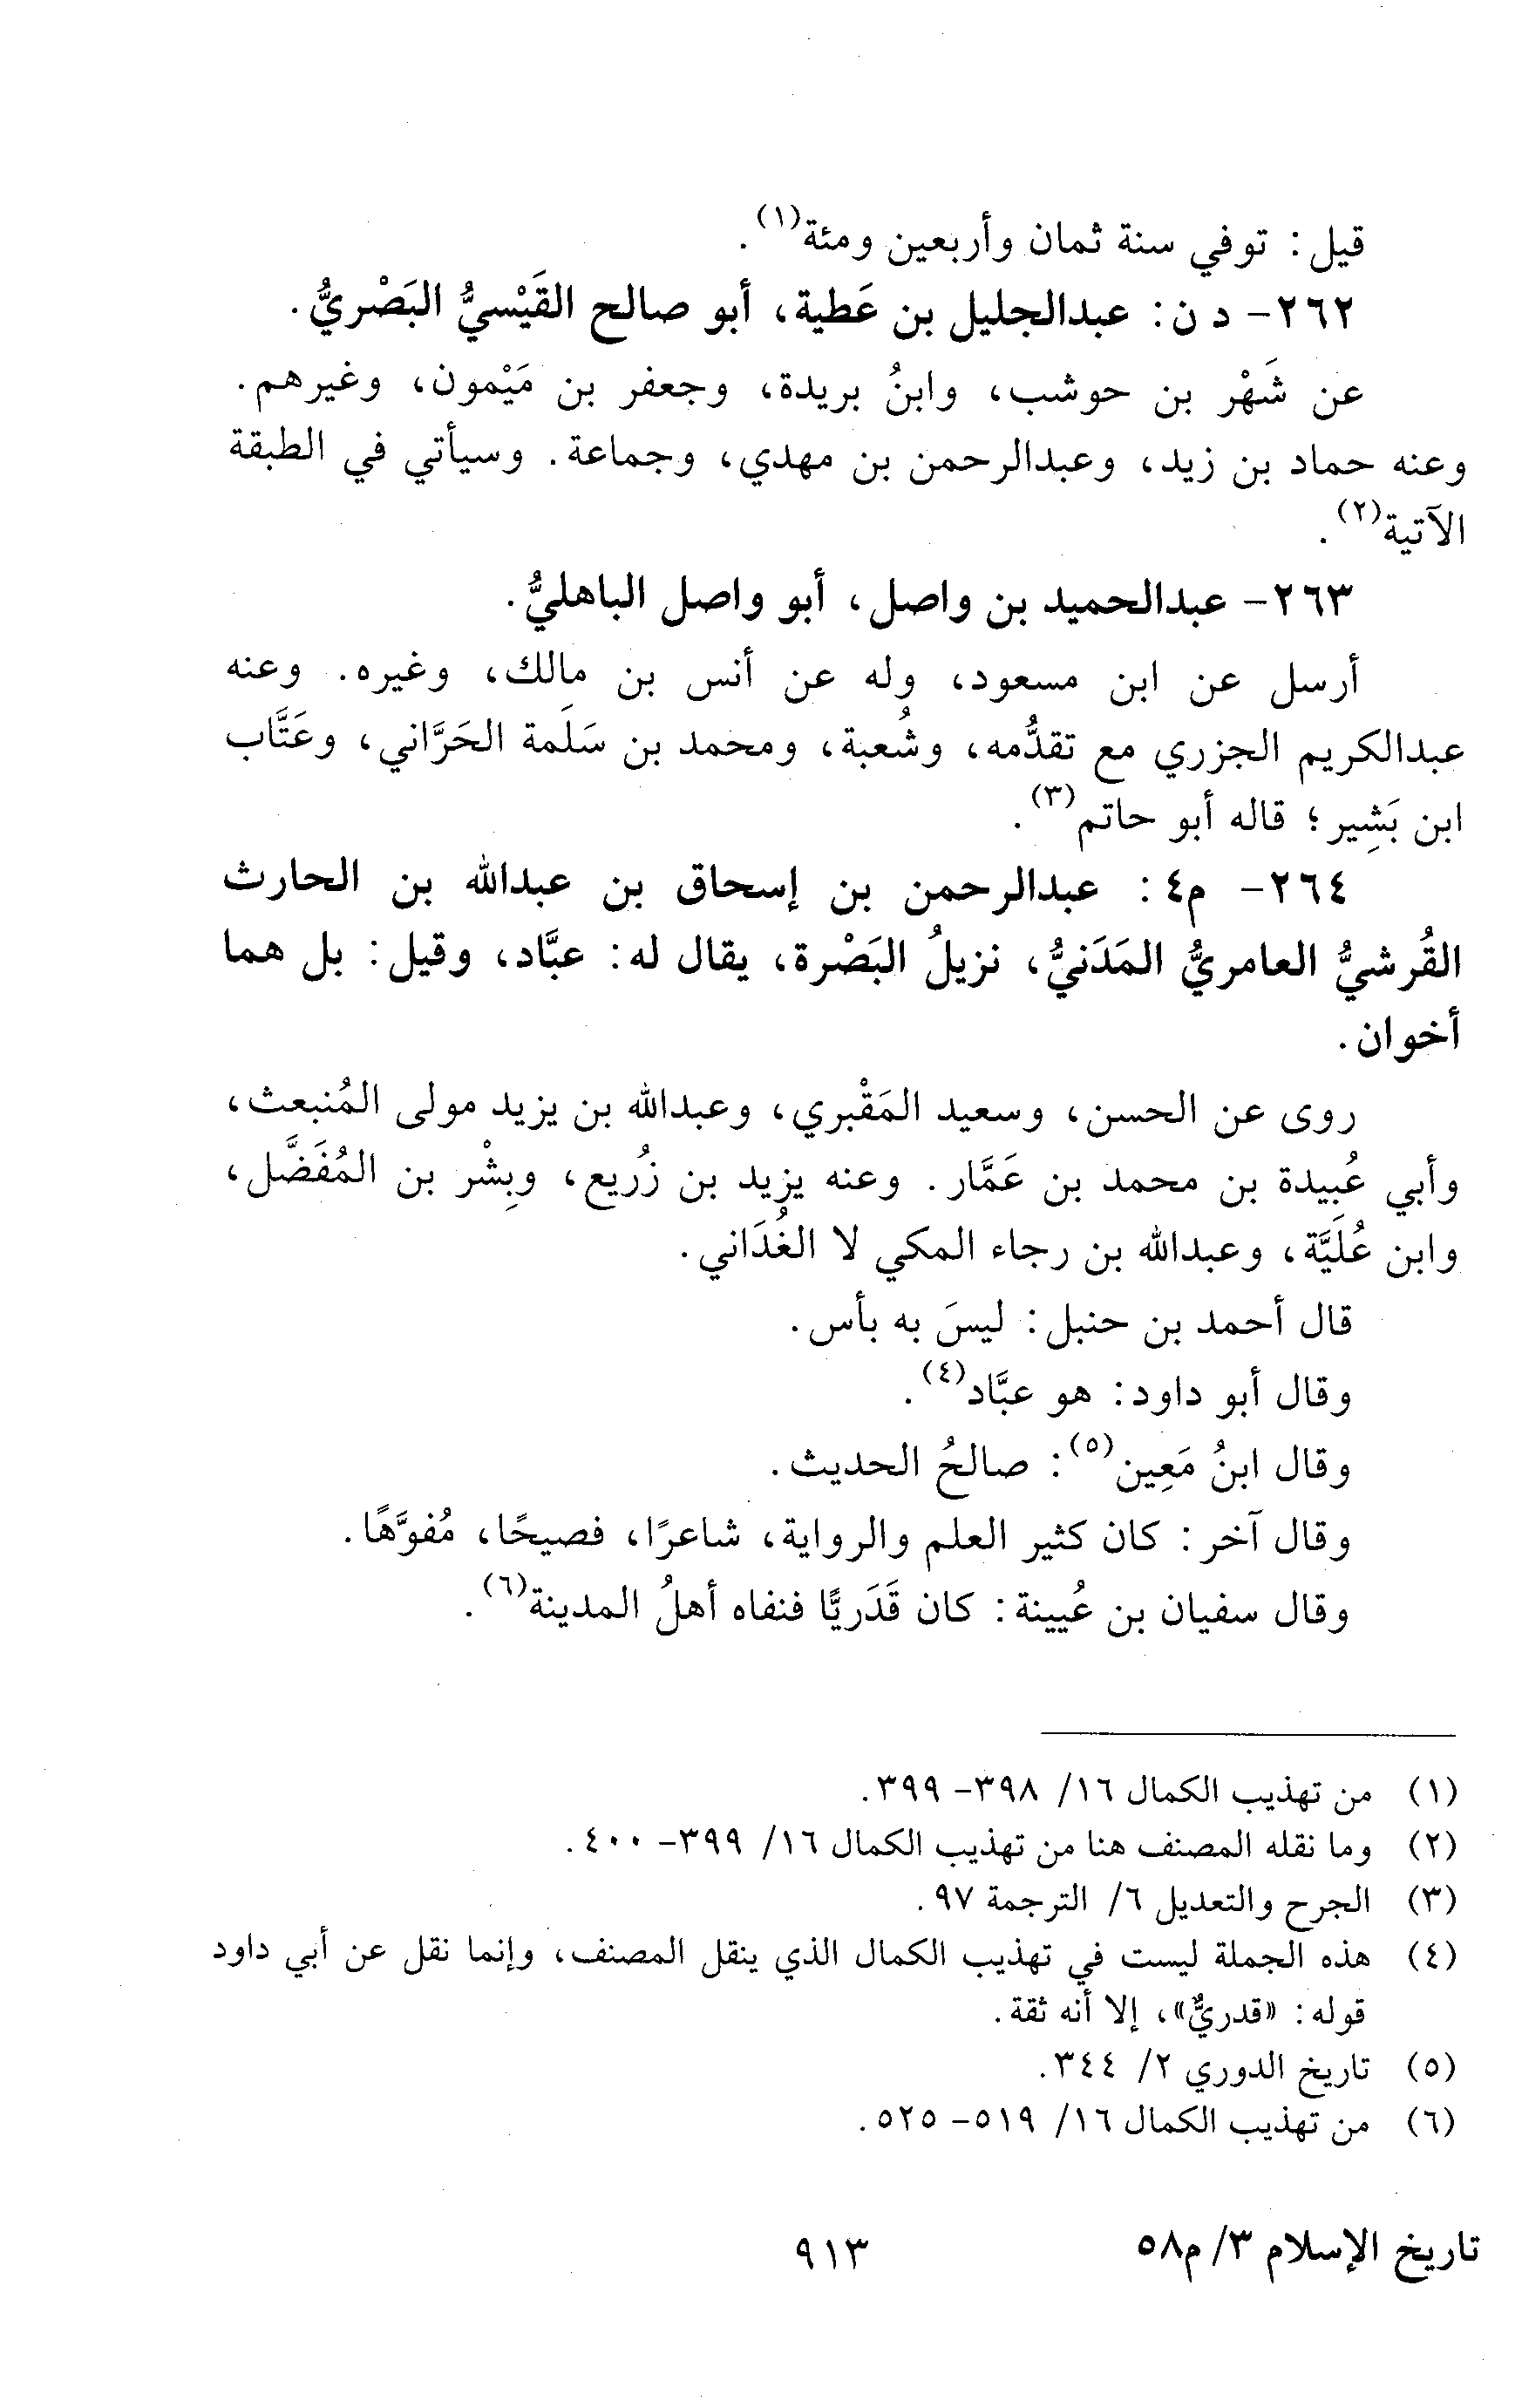 قيل: توفي سنة ثمان وأربعين ومئة(١).
٢٦٢- د ن: عبدالجليل بن عَطية، أبو صالح القَيْسيُّ البَصْريُّ.
عن شَهْر بن حوشب، وابنُ بريدة، وجعفر بن مَيْمون، وغيرهم.
وعنه حماد بن زيد، وعبدالرحمن بن مهدي، وجماعة. وسيأتي في الطبقة
الآتية(٢).
٢٦٣- عبدالحميد بن واصل، أبو واصل الباهليُّ.
أرسل عن ابن مسعود، وله عن أنس بن مالك، وغيره. وعنه
عبدالكريم الجزري مع تقدُّمه، وشُعبة، ومحمد بن سَلَمة الحَرَّاني، وعَتَّاب
ابن بَشِير؛ قاله أبو حاتم(٣).
٢٦٤- م٤: عبدالرحمن بن إسحاق بن عبدالله بن الحارث
القُرشيُّ العامريُّ المَدَنيُّ، نزيلُ البَصْرة، يقال له: عبَّاد، وقيل: بل هما
أخوان.
روى عن الحسن، وسعيد المَقْبري، وعبدالله بن يزيد مولى المُنبعث،
وأبي عُبيدة بن محمد بن عَمَّار. وعنه يزيد بن زُريع، وبِشْر بن المُفَضَّل،
وابن عُلَيَّة، وعبدالله بن رجاء المكي لا الغُدَاني.
قال أحمد بن حنبل: ليسَ به بأس.
وقال أبو داود: هو عبَّاد(٤).
وقال ابنُ مَعِين(٥): صالحُ الحديث.
وقال آخر: كان كثير العلم والرواية، شاعرًا، فصيحًا، مُفوَّهًا.
وقال سفيان بن عُيينة: كان قَدَريًّا فنفاه أهلُ المدينة(٦).
(١) من تهذيب الكمال ١٦/ ٣٩٨- ٣٩٩.
(٢) وما نقله المصنف هنا من تهذيب الكمال ١٦/ ٣٩٩- ٤٠٠.
(٣) الجرح والتعديل ٦/ الترجمة ٩٧.
(٤) هذه الجملة ليست في تهذيب الكمال الذي ينقل المصنف، وإنما نقل عن أبي داود
قوله: «قدريٌّ»، إلا أنه ثقة.
(٥) تاريخ الدوري ٢/ ٣٤٤.
(٦) من تهذيب الكمال ١٦/ ٥١٩- ٥٢٥.
تاريخ الإسلام ٣/ م٥٨
٩١٣